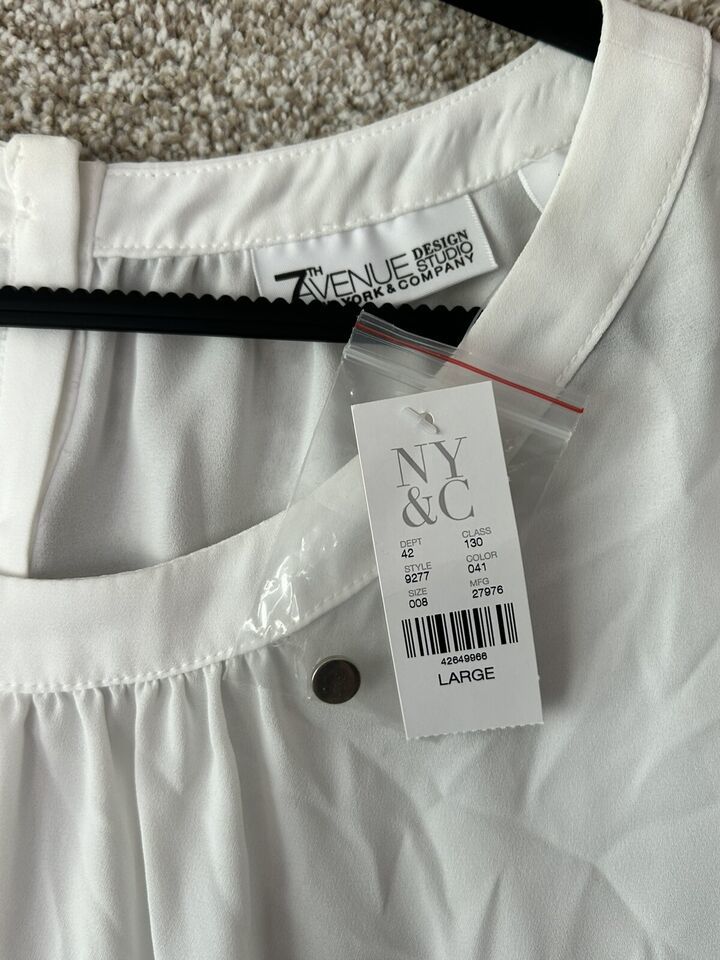 7TH AVENUE DESIGN STUDIO
YORK & COMPANY
NY
&C
DEPT CLASS
42 130
STYLE COLOR
9277 041
SIZE MFG
008 27976
42649966
LARGE